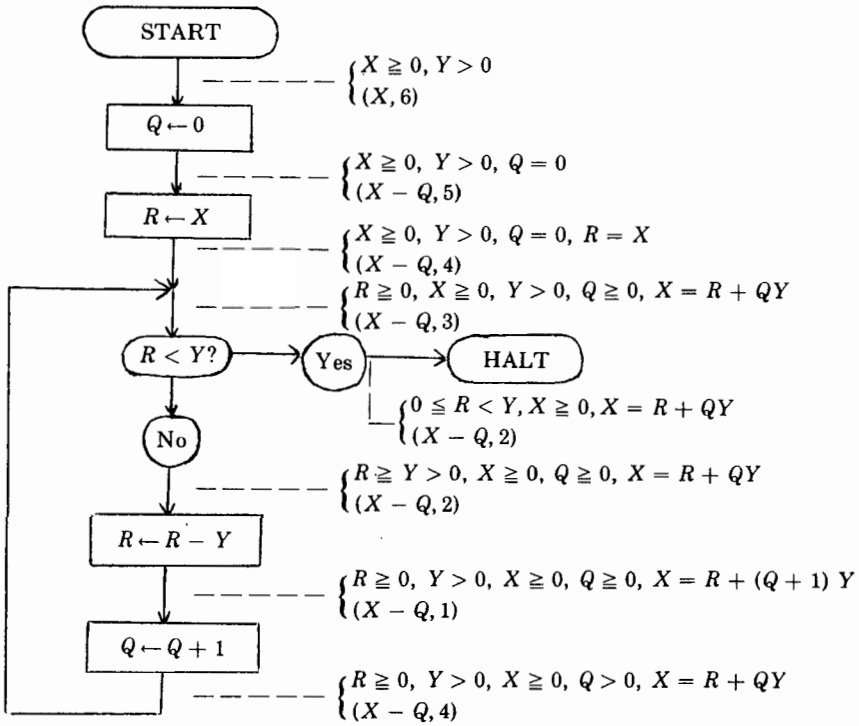 START
X ≧ 0, Y > 0
(X, 6)
Q ← 0
X ≧ 0, Y > 0, Q = 0
(X − Q, 5)
R ← X
X ≧ 0, Y > 0, Q = 0, R = X
(X − Q, 4)
R ≧ 0, X ≧ 0, Y > 0, Q ≧ 0, X = R + QY
(X − Q, 3)
R < Y?
Yes
HALT
0 ≦ R < Y, X ≧ 0, X = R + QY
(X − Q, 2)
No
R ≧ Y > 0, X ≧ 0, Q ≧ 0, X = R + QY
(X − Q, 2)
R ← R − Y
R ≧ 0, Y > 0, X ≧ 0, Q ≧ 0, X = R + (Q + 1) Y
(X − Q, 1)
Q ← Q + 1
R ≧ 0, Y > 0, X ≧ 0, Q > 0, X = R + QY
(X − Q, 4)